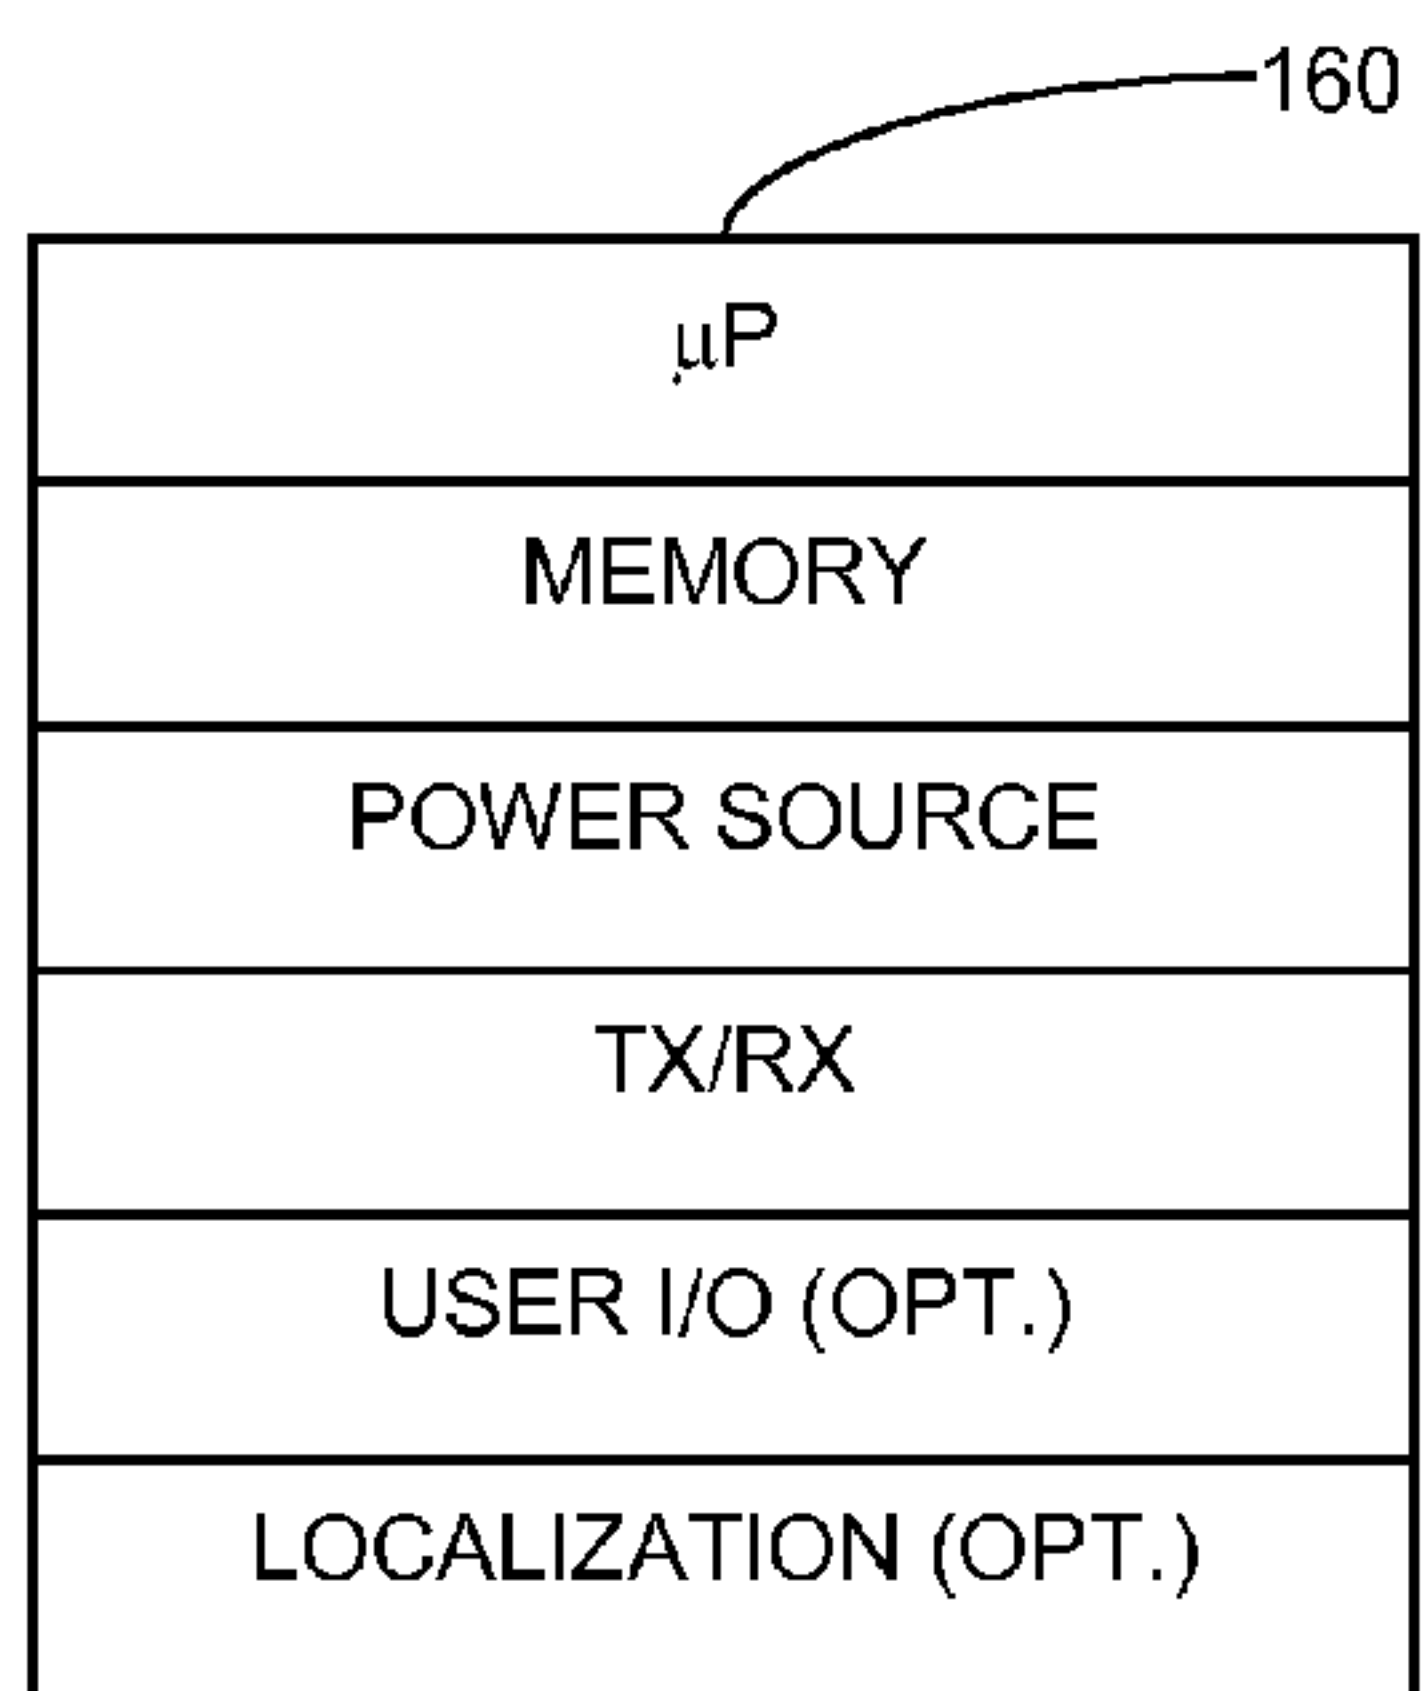 160
µP
MEMORY
POWER SOURCE
TX/RX
USER I/O (OPT.)
LOCALIZATION (OPT.)